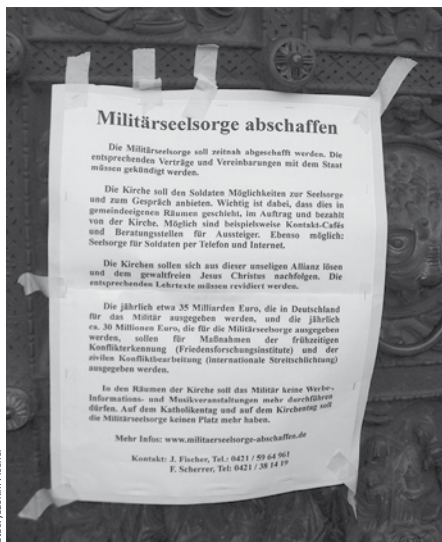 Militärseelsorge abschaffen
Die Militärseelsorge soll zeitnah abgeschafft werden. Die
entsprechenden Verträge und Vereinbarungen mit dem Staat
müssen gekündigt werden.
Die Kirche soll den Soldaten Möglichkeiten zur Seelsorge
und zum Gespräch anbieten. Wichtig ist dabei, dass dies in
gemeindeeigenen Räumen geschieht, im Auftrag und bezahlt
von der Kirche. Möglich sind beispielsweise Kontakt-Cafés
und Beratungsstellen für Aussteiger. Ebenso möglich:
Seelsorge für Soldaten per Telefon und Internet.
Die Kirchen sollen sich aus dieser unseligen Allianz lösen
und dem gewaltfreien Jesus Christus nachfolgen. Die
entsprechenden Lehrtexte müssen revidiert werden.
Die jährlich etwa 35 Milliarden Euro, die in Deutschland
für das Militär ausgegeben werden, und die jährlich
ca. 30 Millionen Euro, die für die Militärseelsorge ausgegeben
werden, sollen für Maßnahmen der frühzeitigen
Konflikterkennung (Friedensforschungsinstitute) und der
zivilen Konfliktbearbeitung (internationale Streitschlichtung)
ausgegeben werden.
In den Räumen der Kirche soll das Militär keine Werbe-,
Informations- und Musikveranstaltungen mehr durchführen
dürfen. Auf dem Katholikentag und auf dem Kirchentag soll
die Militärseelsorge keinen Platz mehr haben.
Mehr Infos: www.militaerseelsorge-abschaffen.de
Kontakt: J. Fischer, Tel.: 0421 / 59 64 961
F. Scherrer, Tel: 0421 / 38 14 19